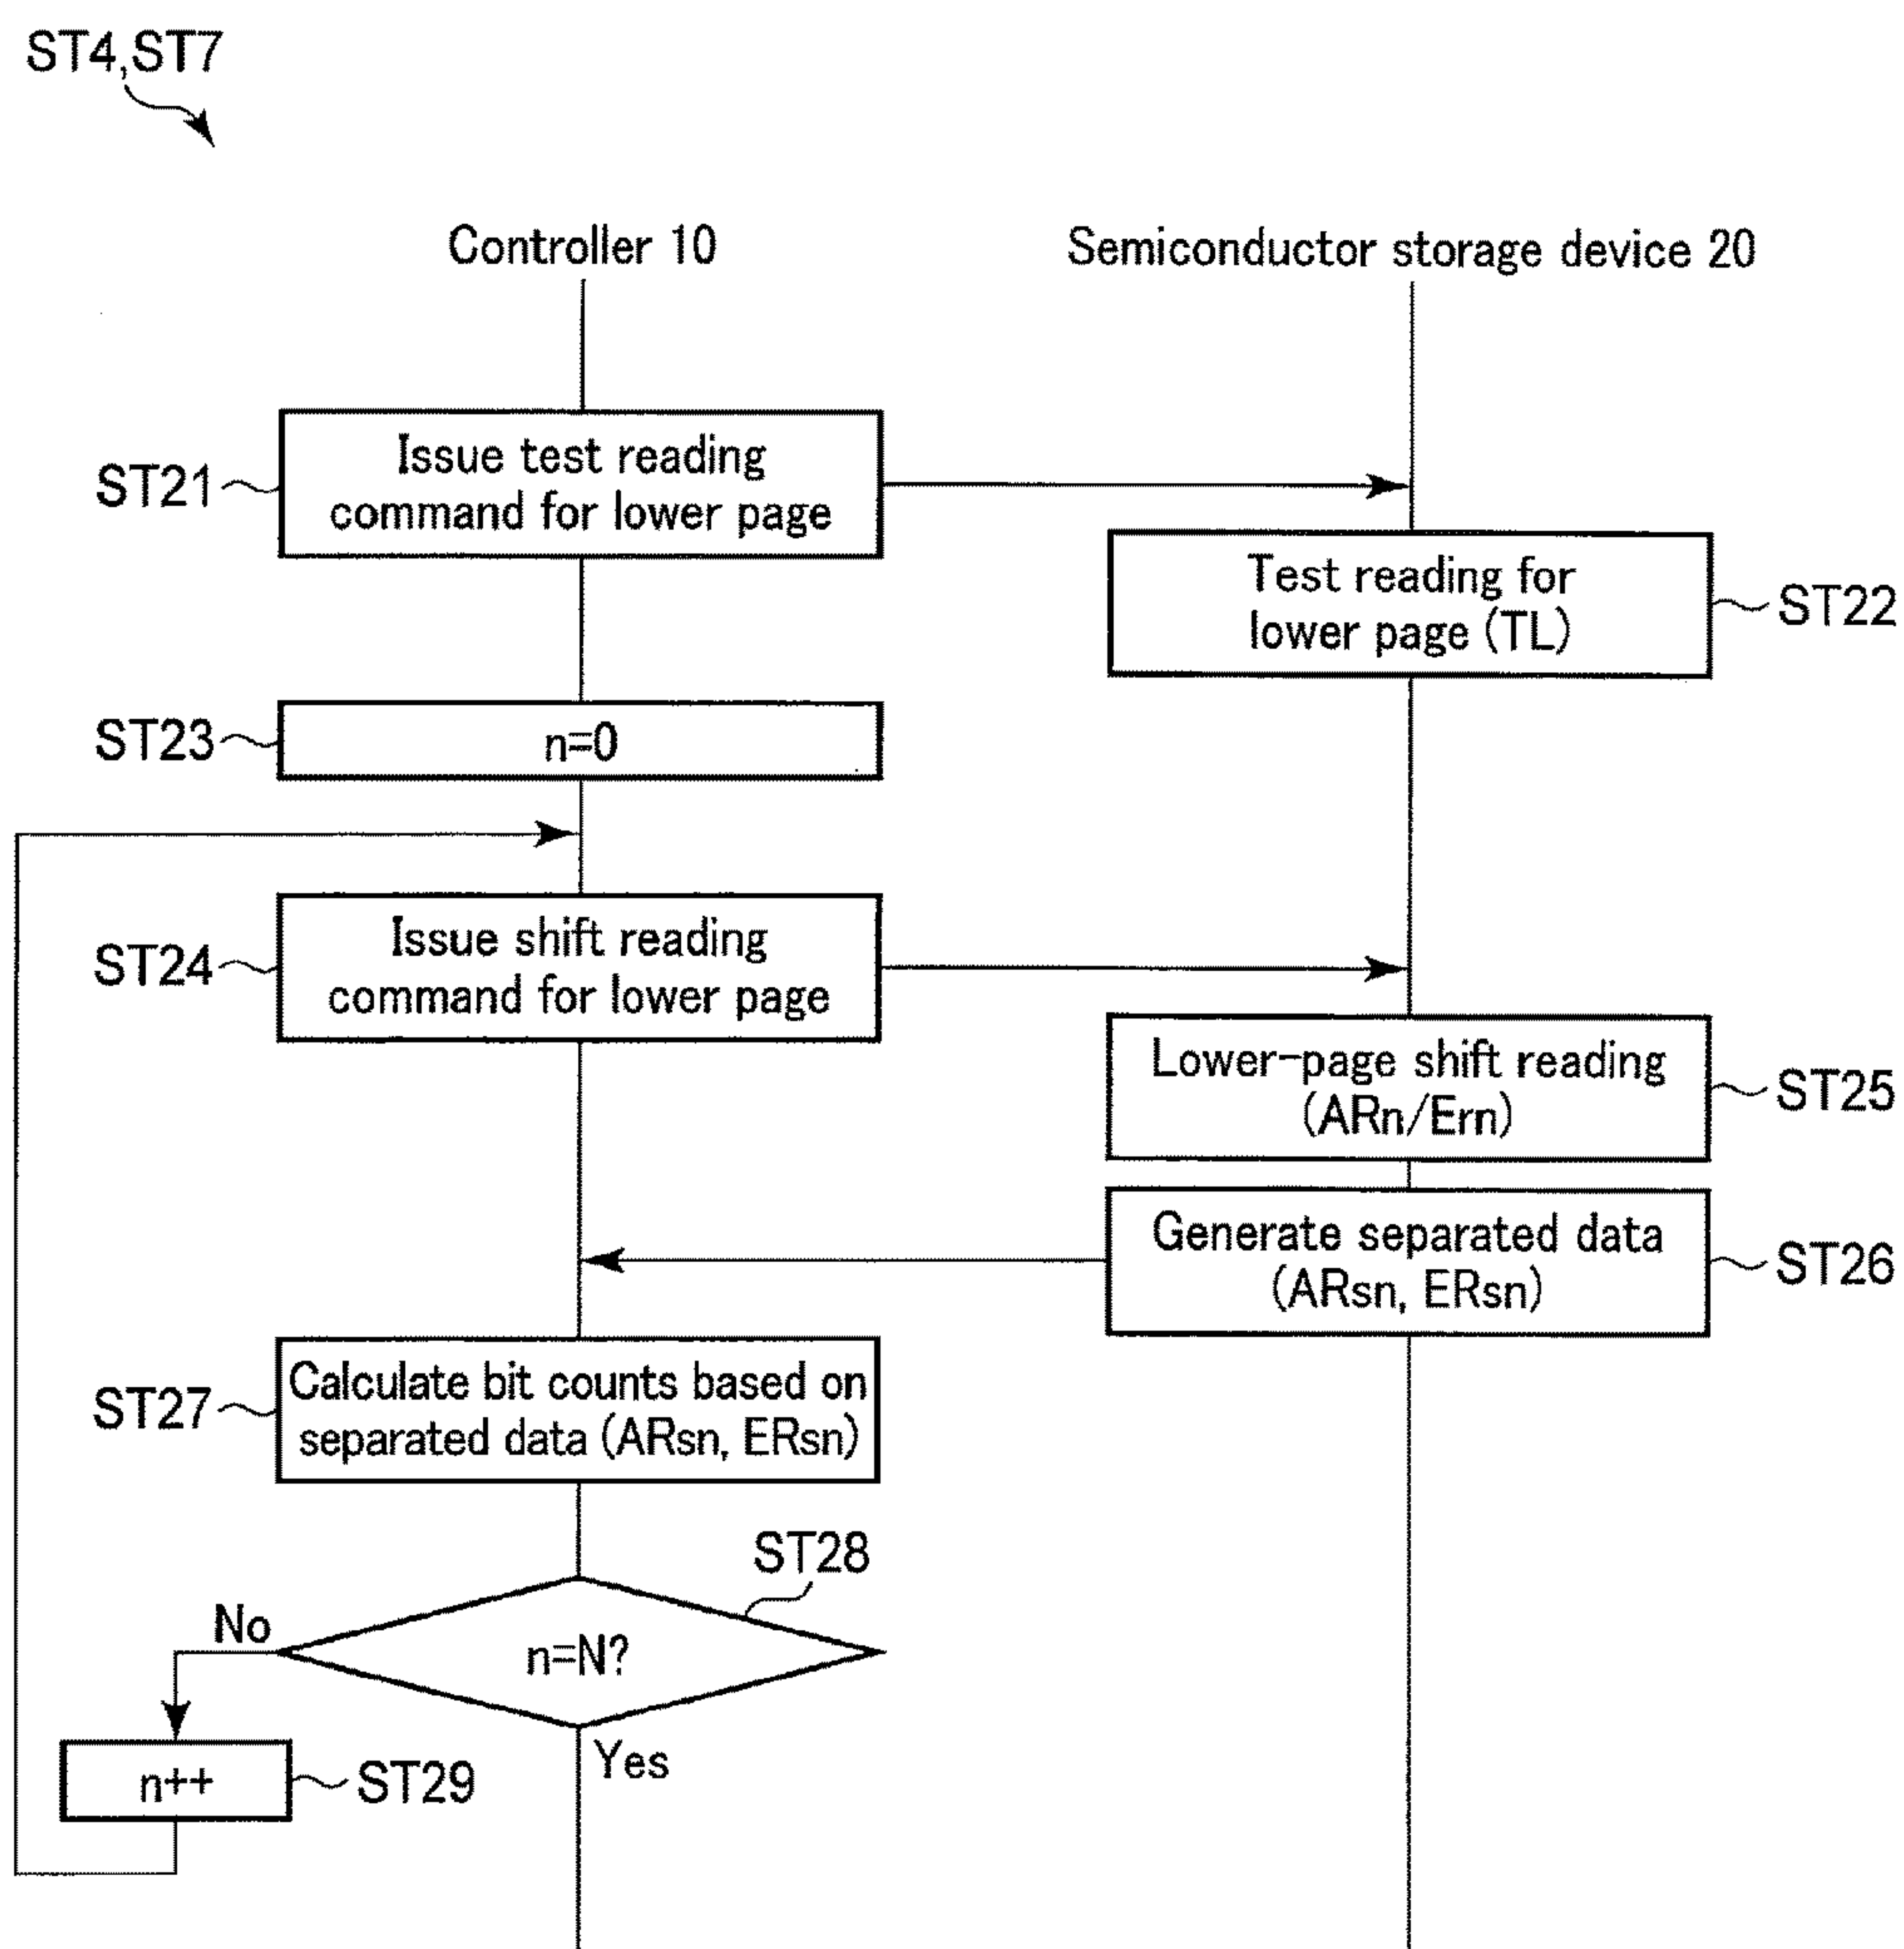 ST4,ST7
Controller 10
Semiconductor storage device 20
ST21
Issue test reading
command for lower page
Test reading for
lower page (TL)
ST22
ST23
n=0
ST24
Issue shift reading
command for lower page
Lower-page shift reading
(ARn/Ern)
ST25
Generate separated data
(ARsn, ERsn)
ST26
ST27
Calculate bit counts based on
separated data (ARsn, ERsn)
ST28
No
n=N?
Yes
n++
ST29